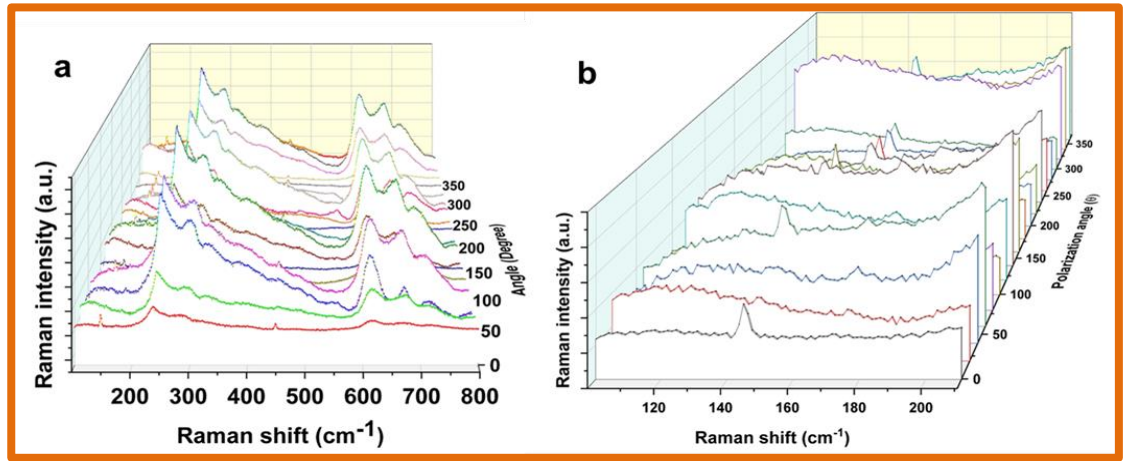 a
Raman intensity (a.u.)
350
300
250
200
150
100
50
0
Angle (Degree)
200 300 400 500 600 700 800
Raman shift (cm-1)
b
Raman intensity (a.u.)
350
300
250
200
150
100
50
0
Polarization angle (θ)
120 140 160 180 200
Raman shift (cm-1)